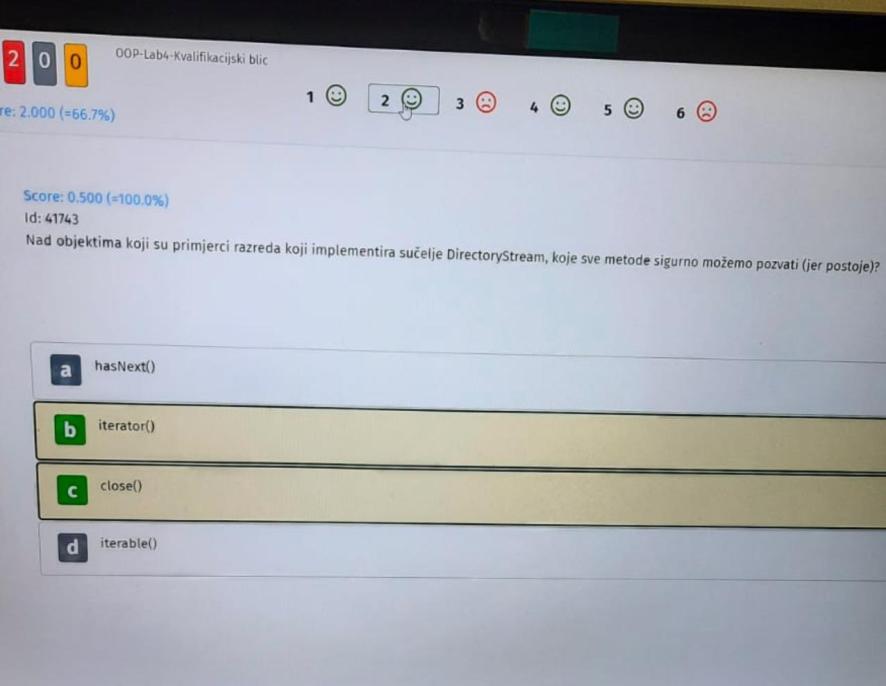 2 0 0
OOP-Lab4-Kvalifikacijski blic
1 2 3 4 5 6
re: 2.000 (=66.7%)
Score: 0.500 (=100.0%)
Id: 41743
Nad objektima koji su primjerci razreda koji implementira sučelje DirectoryStream, koje sve metode sigurno možemo pozvati (jer postoje)?
a hasNext()
b iterator()
c close()
d iterable()